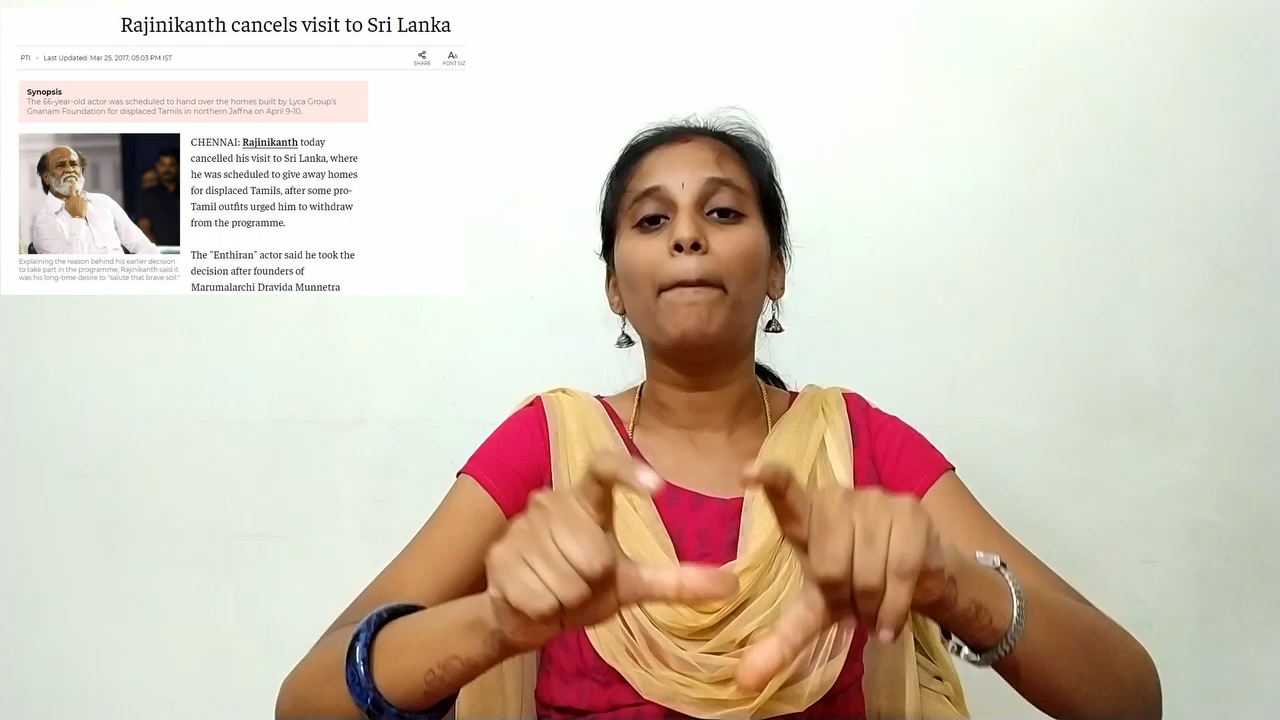 Rajinikanth cancels visit to Sri Lanka
PTI • Last Updated: Mar 25, 2017, 05:03 PM IST
SHARE
AA
FONT SIZ
Synopsis
The 66-year-old actor was scheduled to hand over the homes built by Lyca Group's
Gnanam Foundation for displaced Tamils in northern Jaffna on April 9-10.
CHENNAI: Rajinikanth today
cancelled his visit to Sri Lanka, where
he was scheduled to give away homes
for displaced Tamils, after some pro-
Tamil outfits urged him to withdraw
from the programme.
The "Enthiran" actor said he took the
decision after founders of
Marumalarchi Dravida Munnetra
Explaining the reason behind his earlier decision
to take part in the programme, Rajinikanth said it
was his long-time desire to "salute that brave soil."